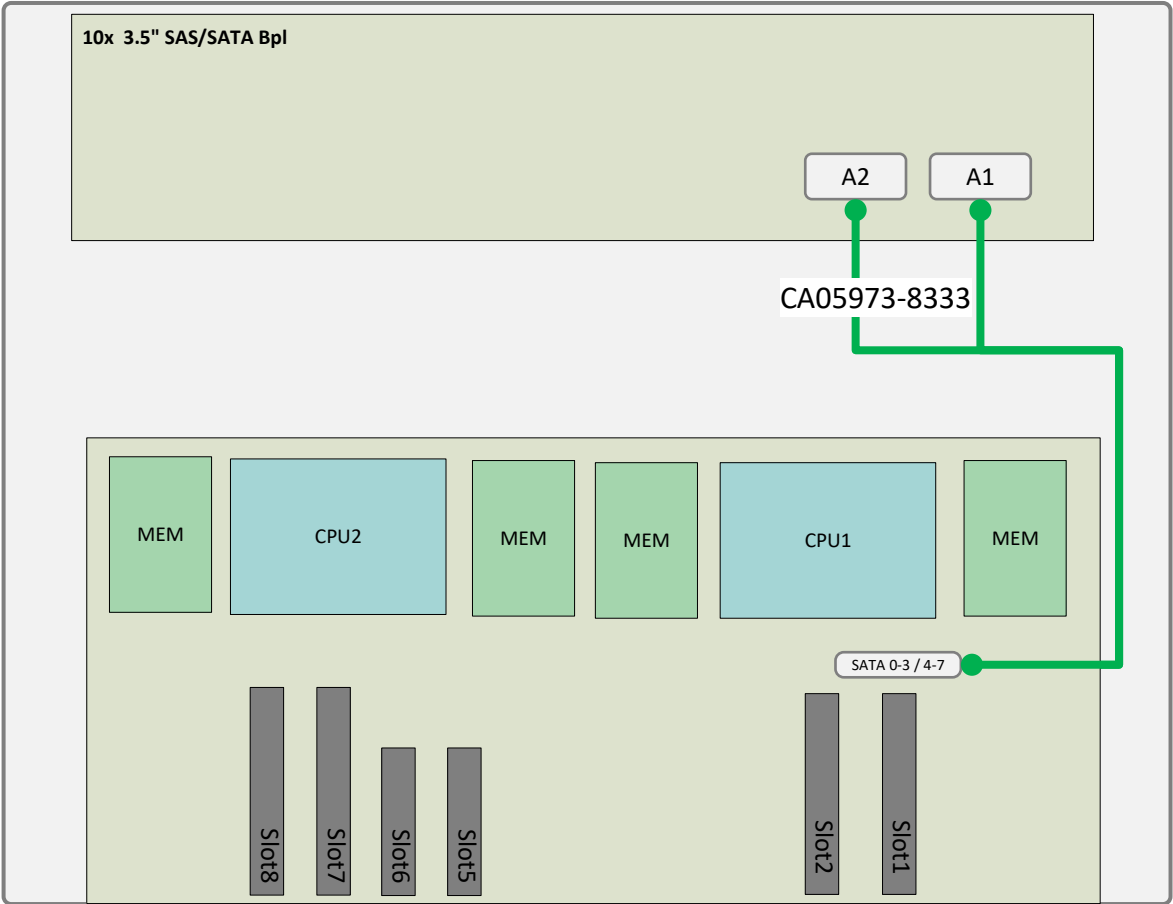 10x 3.5" SAS/SATA Bpl
A2
A1
CA05973-8333
MEM
CPU2
MEM
MEM
CPU1
MEM
SATA 0-3 / 4-7
Slot8
Slot7
Slot6
Slot5
Slot2
Slot1